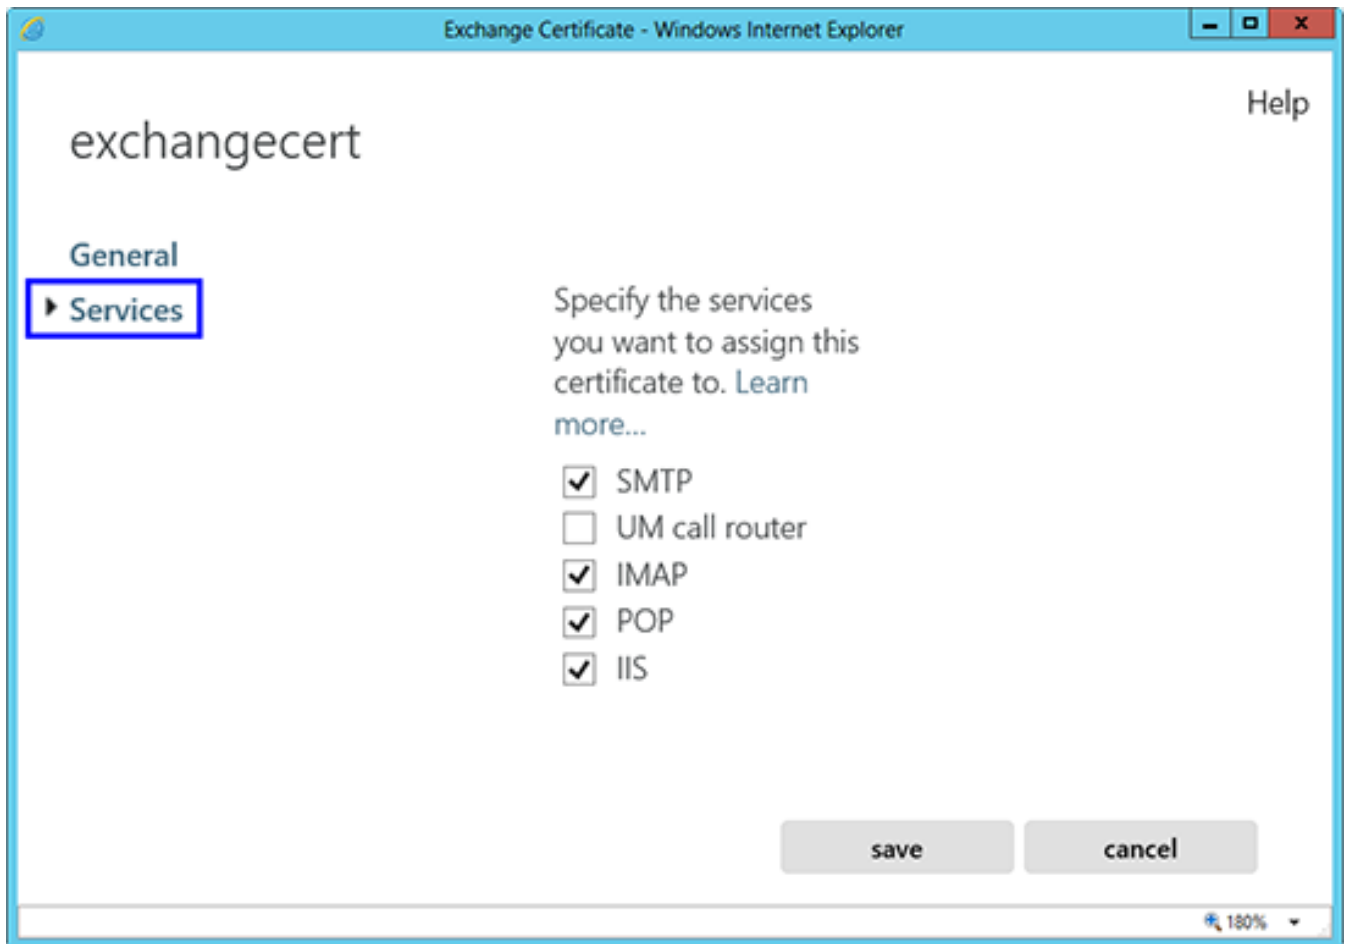 Exchange Certificate - Windows Internet Explorer
Help
exchangecert
General
Services
Specify the services
you want to assign this
certificate to. Learn
more...
SMTP
UM call router
IMAP
POP
IIS
save
cancel
180%